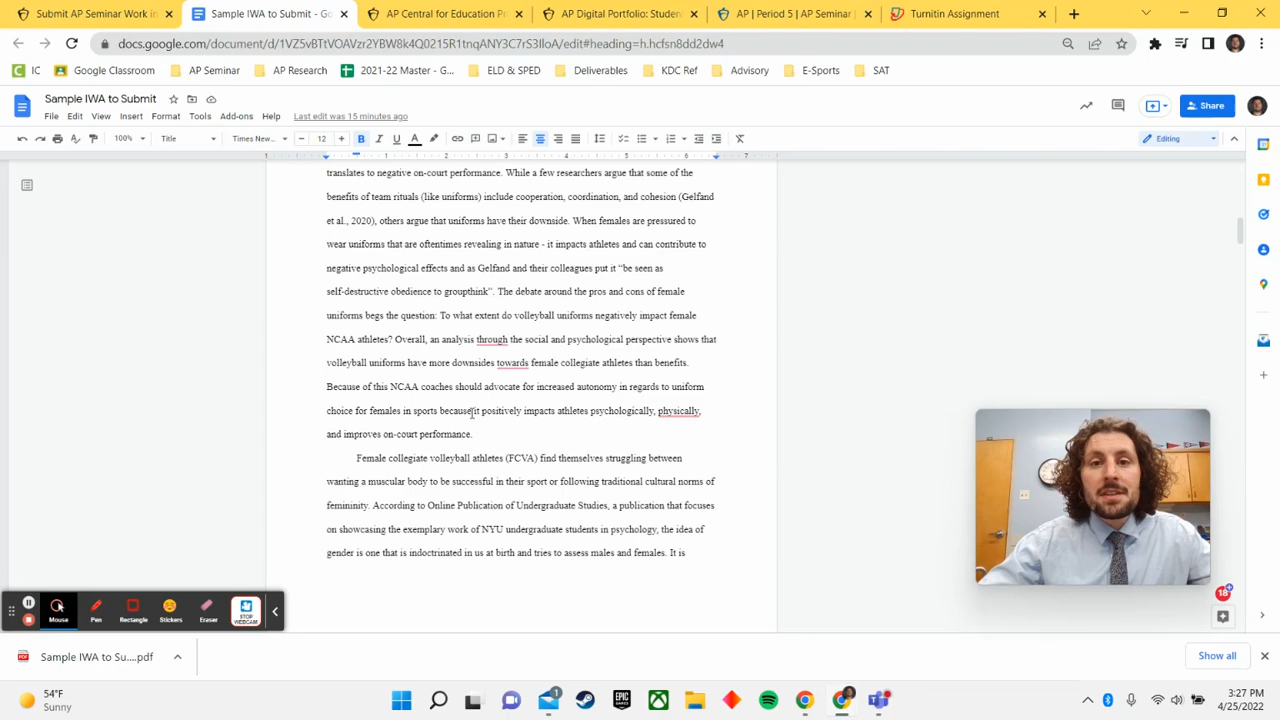 Submit AP Seminar Work in
Sample IWA to Submit - Go
AP Central for Education P
AP Digital Portfolio: Student
AP | Period 5 | AP Seminar |
Turnitin Assignment
docs.google.com/document/d/1VZ5vBTtVOAVzr2YBW8k4Q0215R1tnqANY3C7rS3lIoA/edit#heading=h.hcfsn8dd2dw4
IC
Google Classroom
AP Seminar
AP Research
2021-22 Master - G...
ELD & SPED
Deliverables
KDC Ref
Advisory
E-Sports
SAT
Sample IWA to Submit
File Edit View Insert Format Tools Add-ons Help Last edit was 15 minutes ago
Share
100% Title Times New... 12 B I U A Editing
1 1 2 3 4 5 6 7
translates to negative on-court performance. While a few researchers argue that some of the
benefits of team rituals (like uniforms) include cooperation, coordination, and cohesion (Gelfand
et al., 2020), others argue that uniforms have their downside. When females are pressured to
wear uniforms that are oftentimes revealing in nature - it impacts athletes and can contribute to
negative psychological effects and as Gelfand and their colleagues put it “be seen as
self-destructive obedience to groupthink”. The debate around the pros and cons of female
uniforms begs the question: To what extent do volleyball uniforms negatively impact female
NCAA athletes? Overall, an analysis through the social and psychological perspective shows that
volleyball uniforms have more downsides towards female collegiate athletes than benefits.
Because of this NCAA coaches should advocate for increased autonomy in regards to uniform
choice for females in sports because it positively impacts athletes psychologically, physically,
and improves on-court performance.
Female collegiate volleyball athletes (FCVA) find themselves struggling between
wanting a muscular body to be successful in their sport or following traditional cultural norms of
femininity. According to Online Publication of Undergraduate Studies, a publication that focuses
on showcasing the exemplary work of NYU undergraduate students in psychology, the idea of
gender is one that is indoctrinated in us at birth and tries to assess males and females. It is
18
Mouse
Pen
Rectangle
Stickers
Eraser
STOP
WEBCAM
Sample IWA to Su....pdf
Show all
54°F
Sunny
EPIC
GAMES
1
3:27 PM
4/25/2022